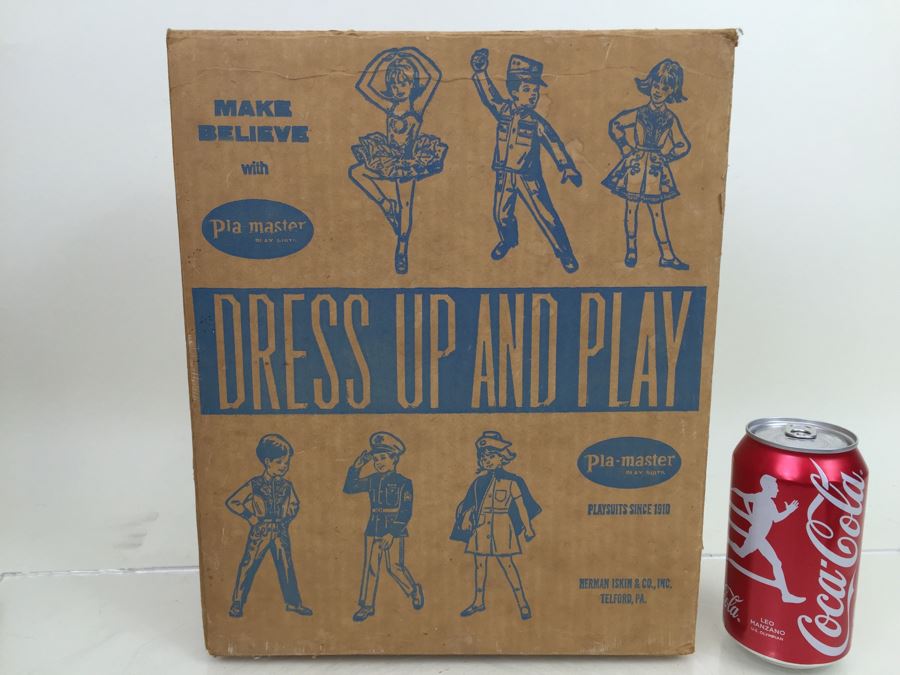 MAKE
BELIEVE
with
Pla-master
PLAY SUITS
DRESS UP AND PLAY
Pla-master
PLAY SUITS
PLAYSUITS SINCE 1910
HERMAN ISKIN & CO., INC.
TELFORD, PA.
Coca-Cola
LEO
MANZANO
U.S. OLYMPIAN